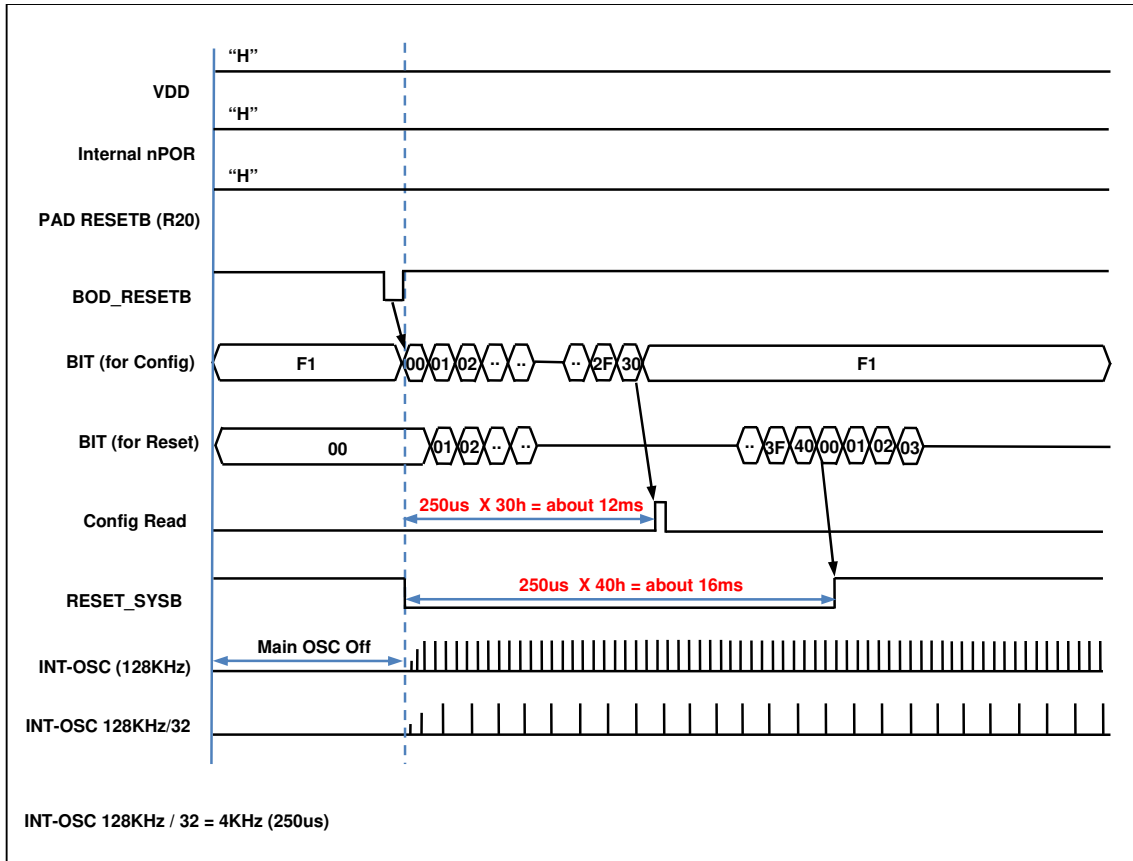 “H”
VDD
“H”
Internal nPOR
“H”
PAD RESETB (R20)
BOD_RESETB
BIT (for Config) F1 00 01 02 .. .. .. 2F 30 F1
BIT (for Reset) 00 01 02 .. .. .. 3F 40 00 01 02 03
250us X 30h = about 12ms
Config Read
250us X 40h = about 16ms
RESET_SYSB
Main OSC Off
INT-OSC (128KHz)
INT-OSC 128KHz/32
INT-OSC 128KHz / 32 = 4KHz (250us)